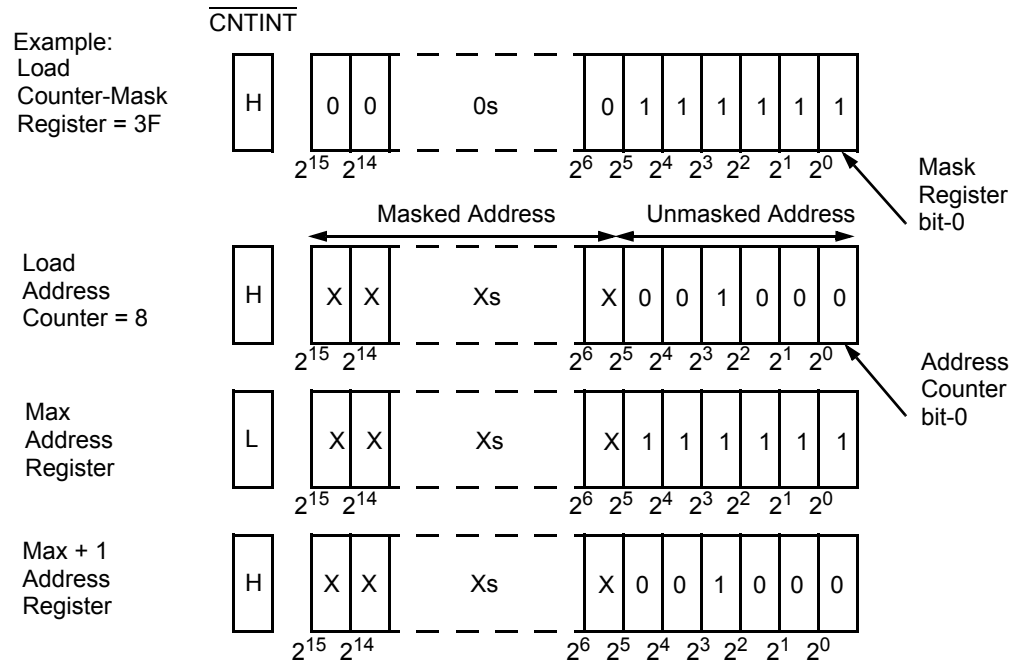 CNTINT
Example:
Load
Counter-Mask
Register = 3F
H
0 0 0s 0 1 1 1 1 1 1
2^15 2^14 2^6 2^5 2^4 2^3 2^2 2^1 2^0
Mask
Register
bit-0
Masked Address Unmasked Address
Load
Address
Counter = 8
H
X X Xs X 0 0 1 0 0 0
2^15 2^14 2^6 2^5 2^4 2^3 2^2 2^1 2^0
Address
Counter
bit-0
Max
Address
Register
L
X X Xs X 1 1 1 1 1 1
2^15 2^14 2^6 2^5 2^4 2^3 2^2 2^1 2^0
Max + 1
Address
Register
H
X X Xs X 0 0 1 0 0 0
2^15 2^14 2^6 2^5 2^4 2^3 2^2 2^1 2^0